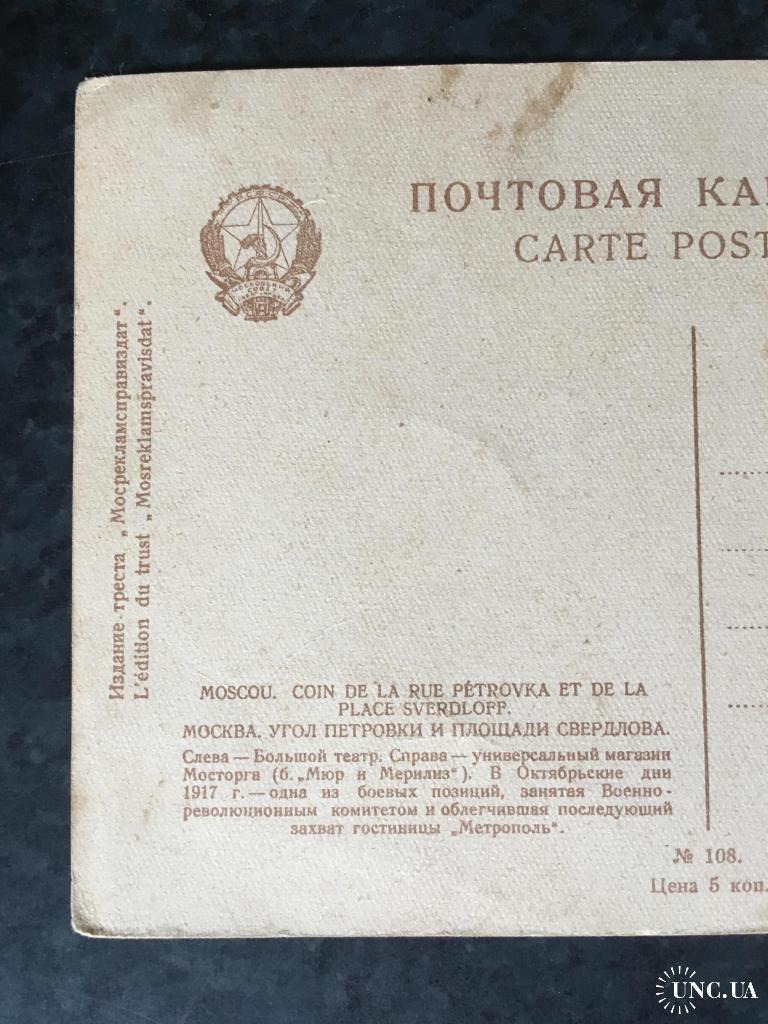 ПОЧТОВАЯ КА
CARTE POST
МОСКОВСКИЙ
СОВЕТ
Издание треста „Мосрекламсправиздат“.
L'édition du trust „Mosreklamspravisdat“.
MOSCOU. COIN DE LA RUE PÉTROVKA ET DE LA
PLACE SVERDLOFF.
МОСКВА. УГОЛ ПЕТРОВКИ И ПЛОЩАДИ СВЕРДЛОВА.
Слева — Большой театр. Справа — универсальный магазин
Мосторга (б. „Мюр и Мерилиз“). В Октябрьские дни
1917 г. — одна из боевых позиций, занятая Военно-
революционным комитетом и облегчившая последующий
захват гостиницы „Метрополь“.
№ 108.
Цена 5 коп.
UNC.UA